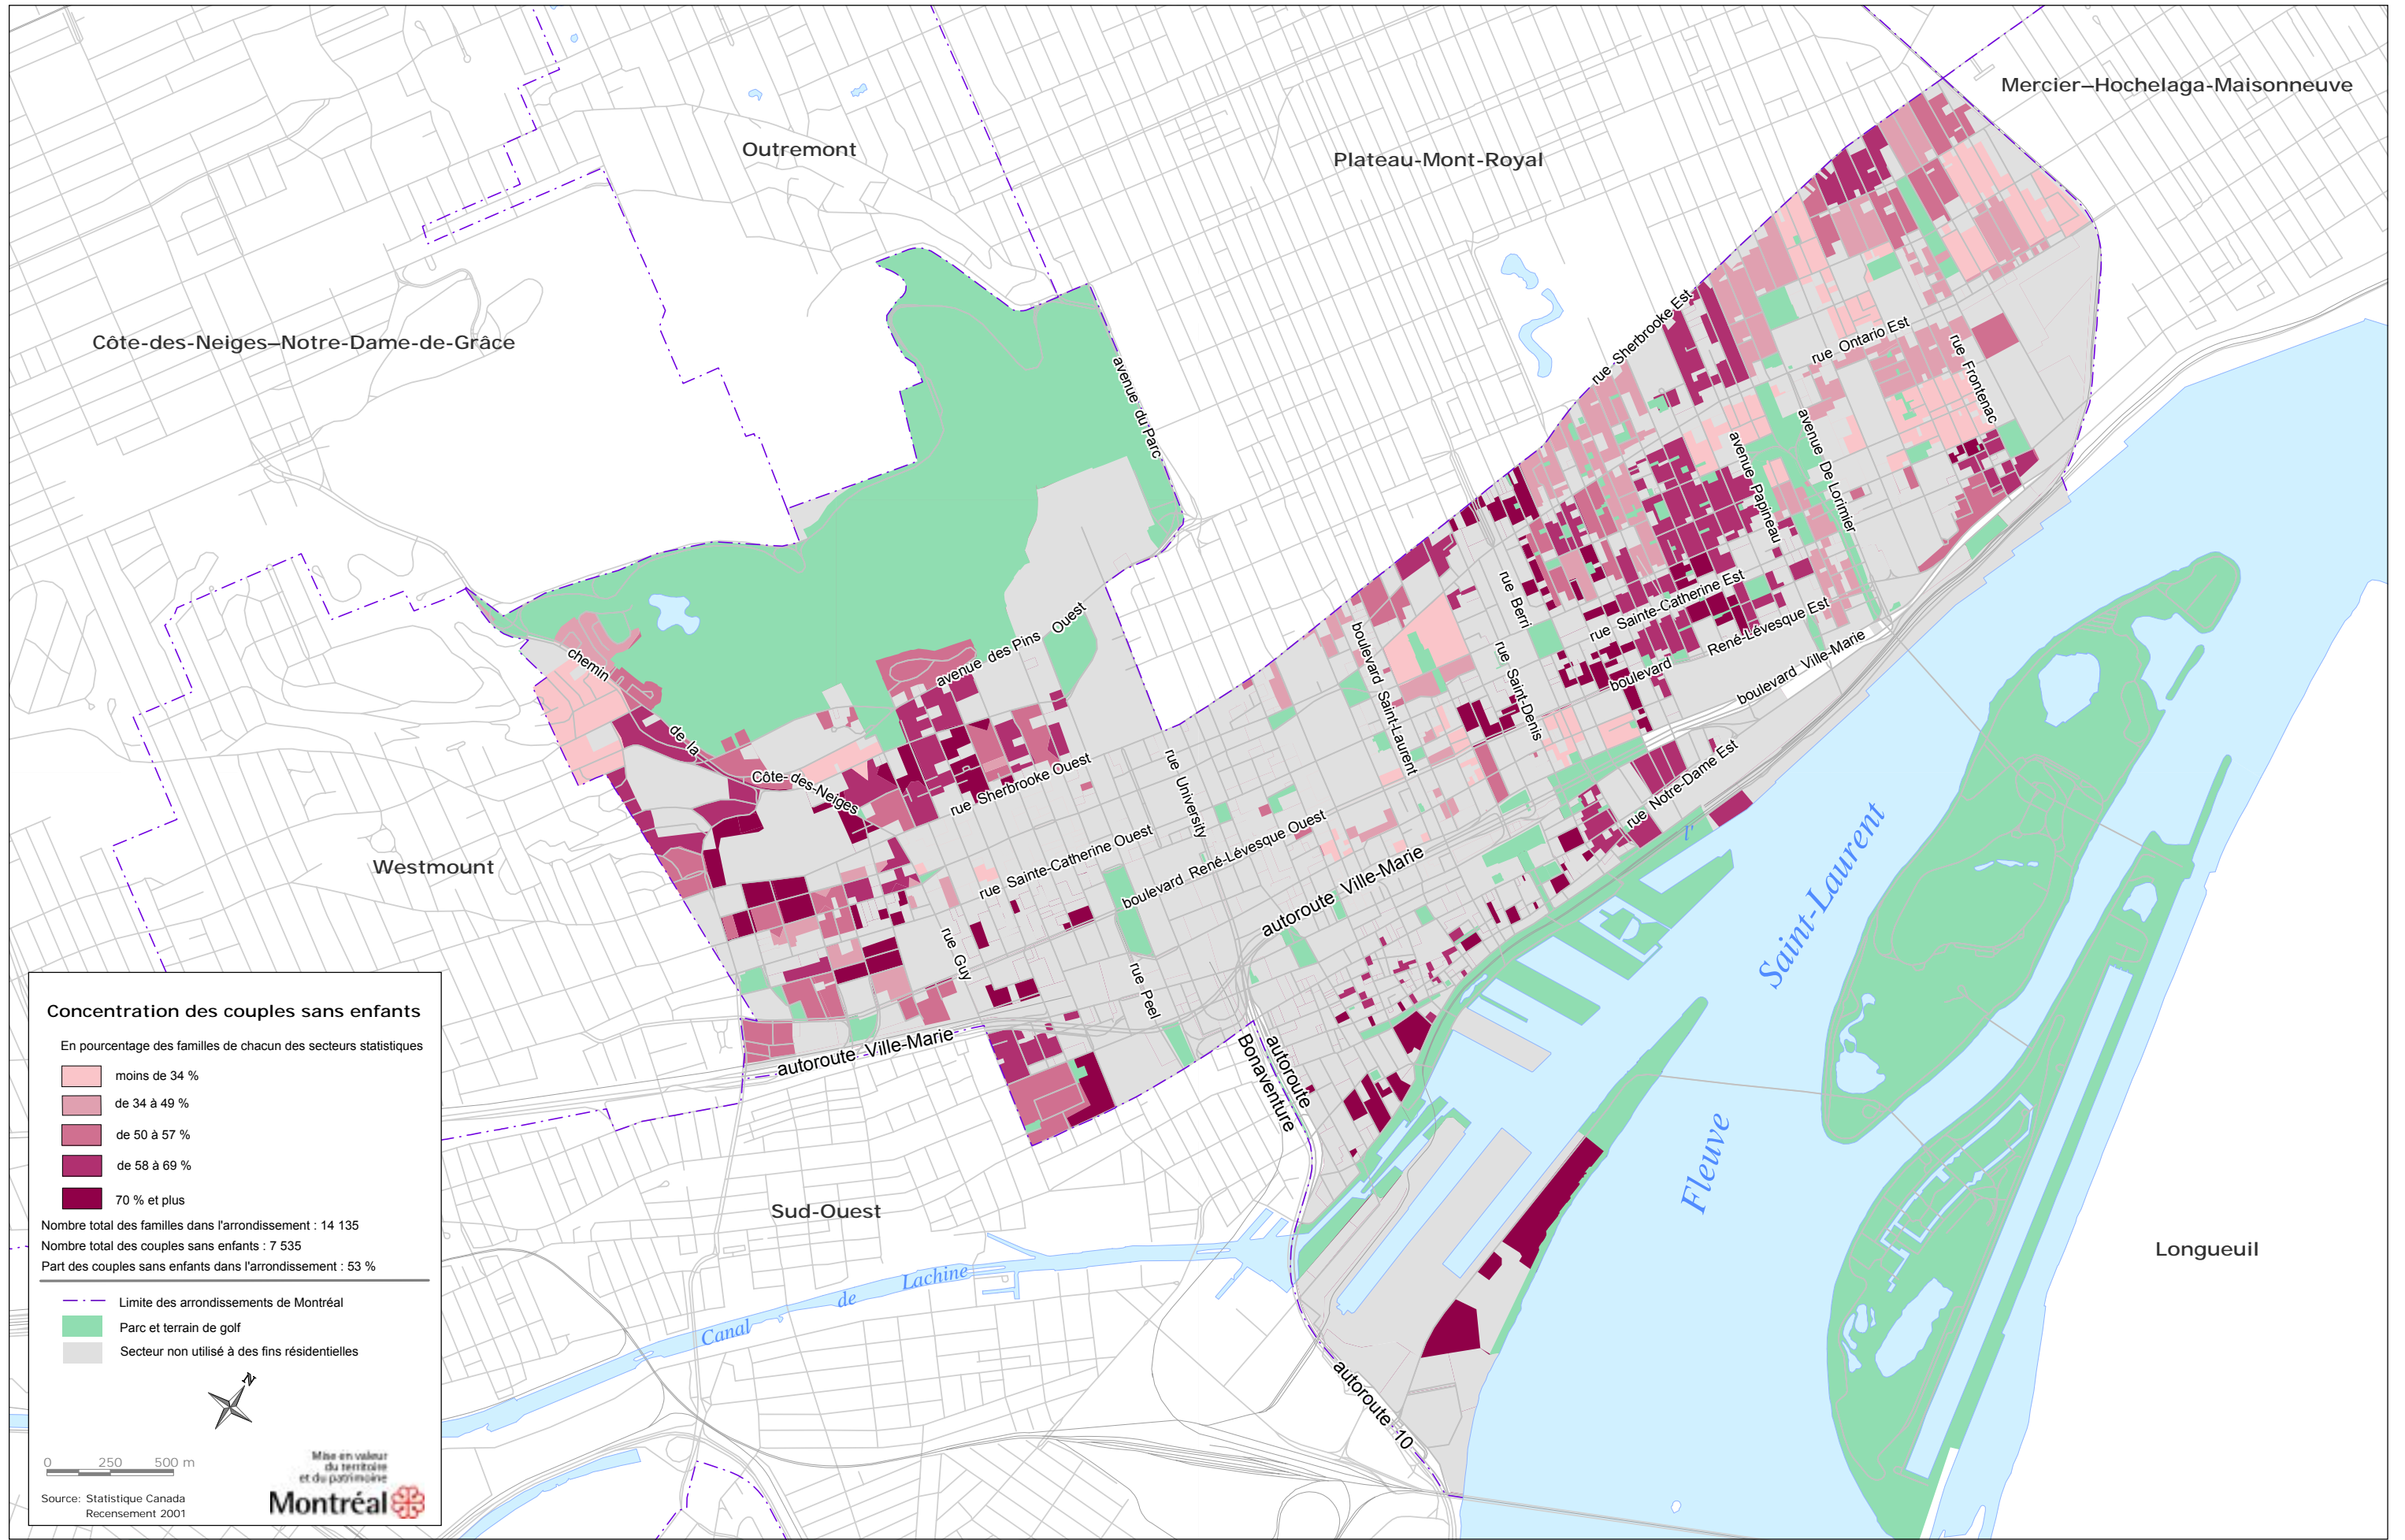 Mercier–Hochelaga-Maisonneuve
Outremont
Plateau-Mont-Royal
Côte-des-Neiges–Notre-Dame-de-Grâce
avenue du Parc
rue Sherbrooke Est
rue Ontario Est
rue Frontenac
avenue De Lorimier
avenue Papineau
rue Berri
rue Sainte-Catherine Est
boulevard René-Lévesque Est
boulevard Ville-Marie
avenue des Pins Ouest
chemin de la Côte-des-Neiges
boulevard Saint-Laurent
rue Saint-Denis
rue Notre-Dame Est
rue Sherbrooke Ouest
rue University
rue Sainte-Catherine Ouest
boulevard René-Lévesque Ouest
autoroute Ville-Marie
Westmount
rue Guy
rue Peel
autoroute Ville-Marie
autoroute Bonaventure
Fleuve Saint-Laurent
l'
Sud-Ouest
Longueuil
Canal de Lachine
autoroute 10
Concentration des couples sans enfants
En pourcentage des familles de chacun des secteurs statistiques
moins de 34 %
de 34 à 49 %
de 50 à 57 %
de 58 à 69 %
70 % et plus
Nombre total des familles dans l'arrondissement : 14 135
Nombre total des couples sans enfants : 7 535
Part des couples sans enfants dans l'arrondissement : 53 %
Limite des arrondissements de Montréal
Parc et terrain de golf
Secteur non utilisé à des fins résidentielles
N
0 250 500 m
Mise en valeur
du territoire
et du patrimoine
Montréal
Source: Statistique Canada
Recensement 2001